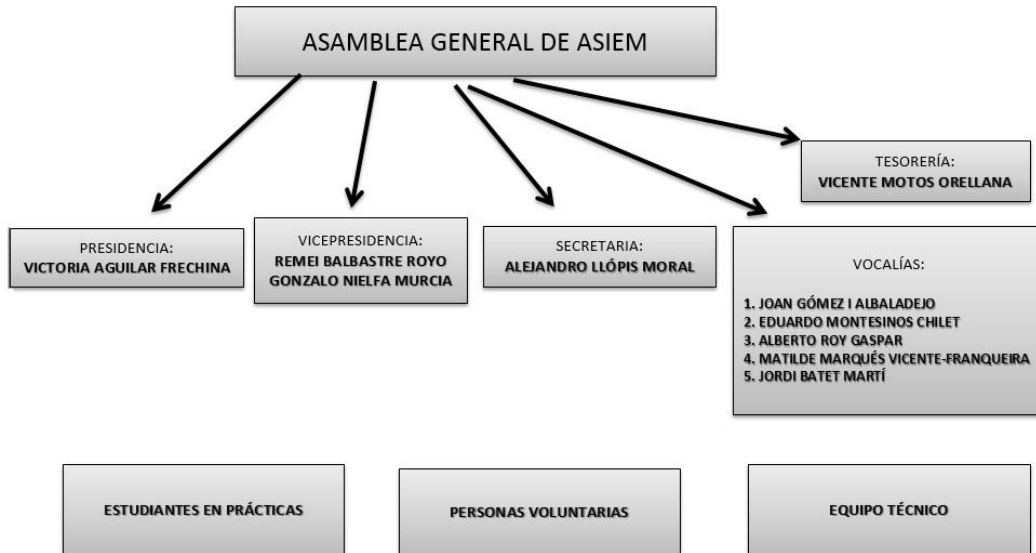 ASAMBLEA GENERAL DE ASIEM
TESORERÍA:
VICENTE MOTOS ORELLANA
PRESIDENCIA:
VICTORIA AGUILAR FRECHINA
VICEPRESIDENCIA:
REMEI BALBASTRE ROYO
GONZALO NIELFA MURCIA
SECRETARIA:
ALEJANDRO LLÓPIS MORAL
VOCALÍAS:
1. JOAN GÓMEZ I ALBALADEJO
2. EDUARDO MONTESINOS CHILET
3. ALBERTO ROY GASPAR
4. MATILDE MARQUÉS VICENTE-FRANQUEIRA
5. JORDI BATET MARTÍ
ESTUDIANTES EN PRÁCTICAS
PERSONAS VOLUNTARIAS
EQUIPO TÉCNICO